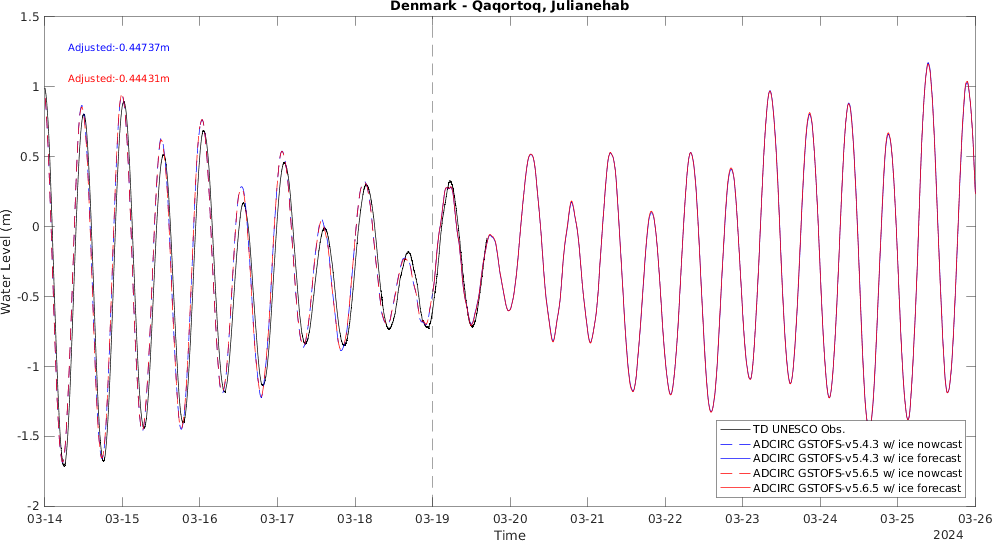 Denmark - Qaqortoq, Julianehab
Adjusted:-0.44737m
Adjusted:-0.44431m
Water Level (m)
1.5
1
0.5
0
-0.5
-1
-1.5
-2
TD UNESCO Obs.
ADCIRC GSTOFS-v5.4.3 w/ ice nowcast
ADCIRC GSTOFS-v5.4.3 w/ ice forecast
ADCIRC GSTOFS-v5.6.5 w/ ice nowcast
ADCIRC GSTOFS-v5.6.5 w/ ice forecast
03-14 03-15 03-16 03-17 03-18 03-19 03-20 03-21 03-22 03-23 03-24 03-25 03-26
Time
2024